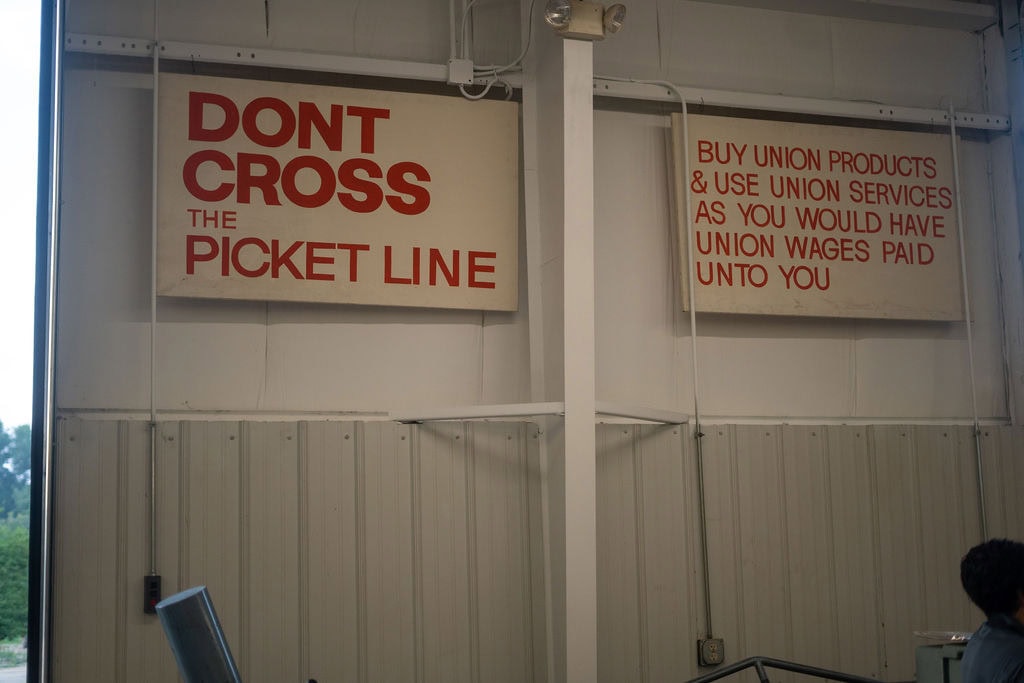 DONT
CROSS
THE
PICKET LINE
BUY UNION PRODUCTS
& USE UNION SERVICES
AS YOU WOULD HAVE
UNION WAGES PAID
UNTO YOU